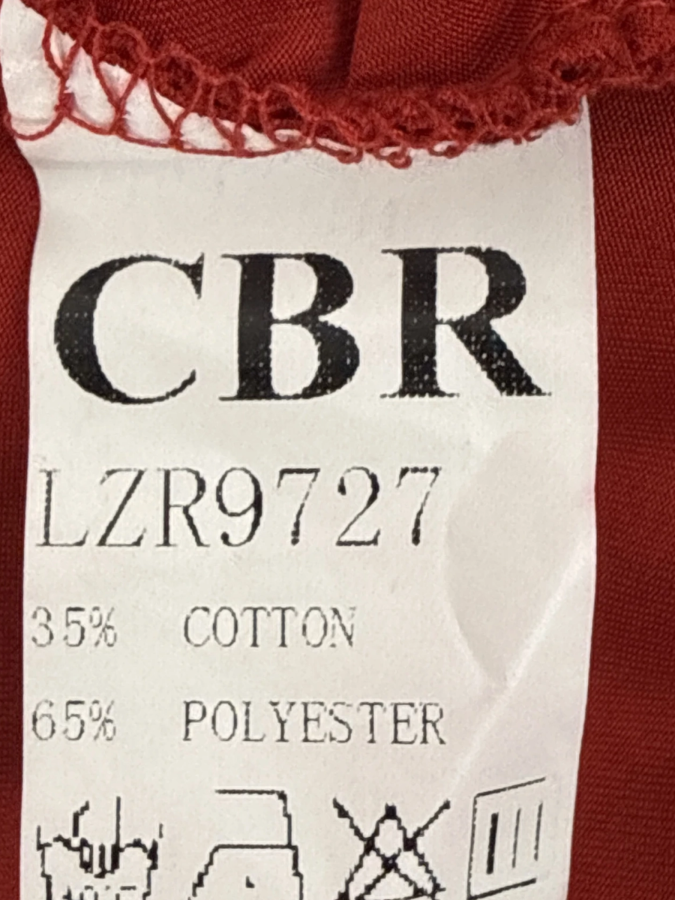 CBR
LZR9727
35% COTTON
65% POLYESTER